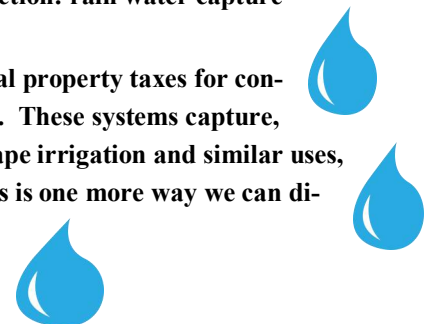 rain water capture
al property taxes for con-
. These systems capture,
ape irrigation and similar uses,
s is one more way we can di-